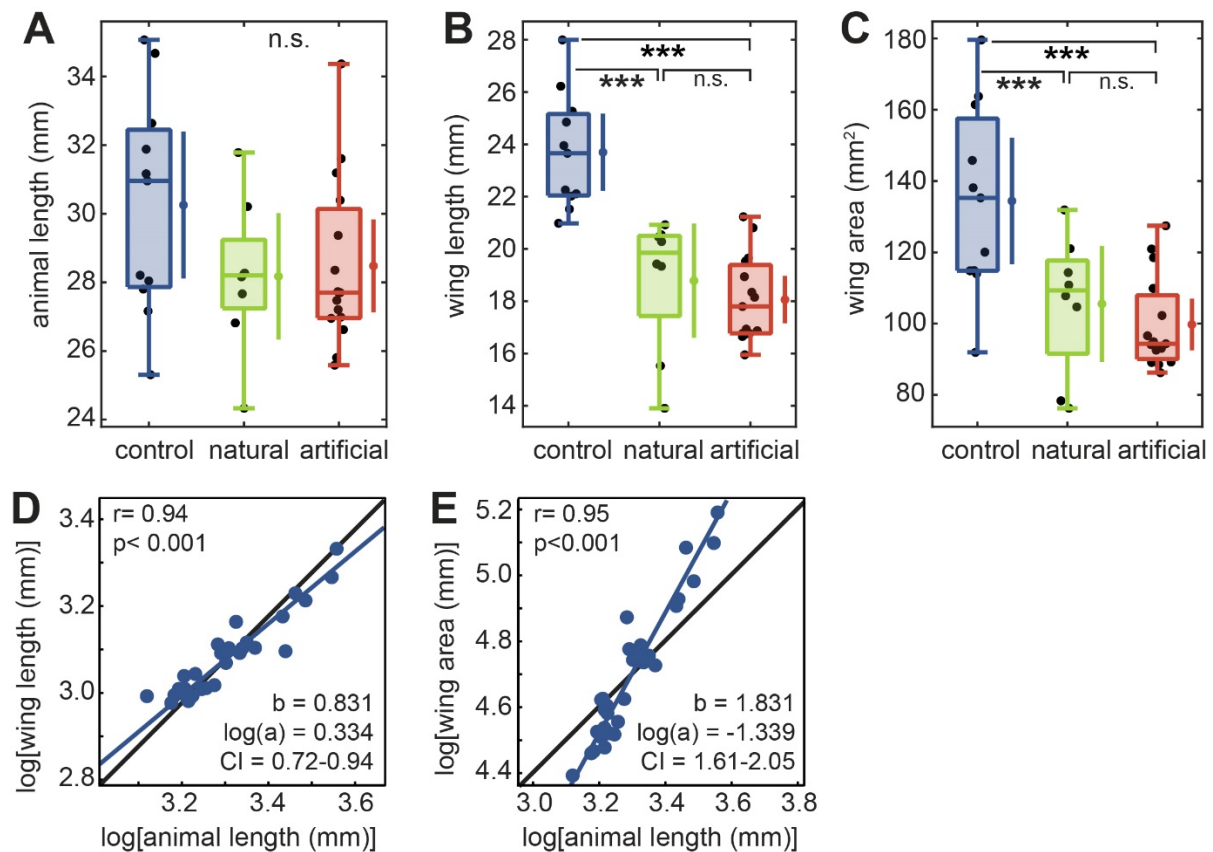 A
n.s.
animal length (mm)
34
32
30
28
26
24
control natural artificial
B
***
***
n.s.
wing length (mm)
28
26
24
22
20
18
16
14
control natural artificial
C
***
***
n.s.
wing area (mm²)
180
160
140
120
100
80
control natural artificial
D
r= 0.94
p< 0.001
log[wing length (mm)]
3.4
3.2
3.0
2.8
b = 0.831
log(a) = 0.334
CI = 0.72-0.94
3.2 3.4 3.6
log[animal length (mm)]
E
r= 0.95
p<0.001
log[wing area (mm)]
5.2
5.0
4.8
4.6
4.4
b = 1.831
log(a) = -1.339
CI = 1.61-2.05
3.0 3.2 3.4 3.6 3.8
log[animal length (mm)]